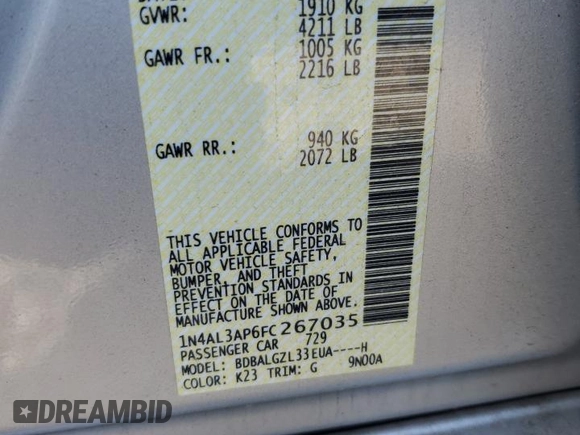 GVWR: 1910 KG
4211 LB
GAWR FR.: 1005 KG
2216 LB
GAWR RR.: 940 KG
2072 LB
THIS VEHICLE CONFORMS TO
ALL APPLICABLE FEDERAL
MOTOR VEHICLE SAFETY,
BUMPER, AND THEFT
PREVENTION STANDARDS IN
EFFECT ON THE DATE OF
MANUFACTURE SHOWN ABOVE.
1N4AL3AP6FC267035
PASSENGER CAR 729
MODEL: BDBALGZL33EUA----H
COLOR: K23 TRIM: G 9N00A
DREAMBID